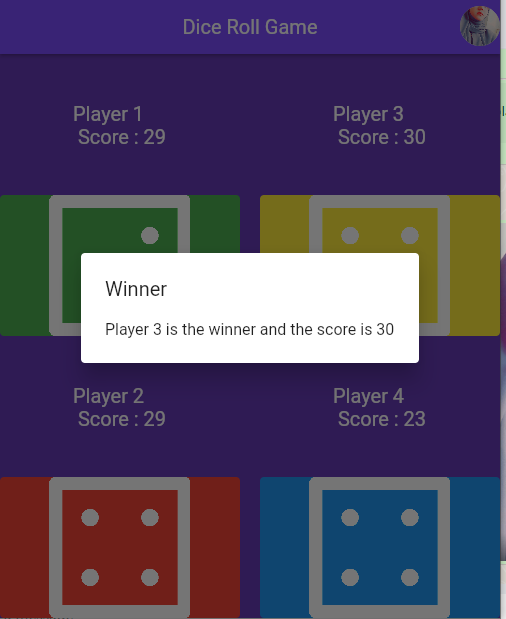 Dice Roll Game
Player 1
Score : 29
Player 3
Score : 30
Winner
Player 3 is the winner and the score is 30
Player 2
Score : 29
Player 4
Score : 23